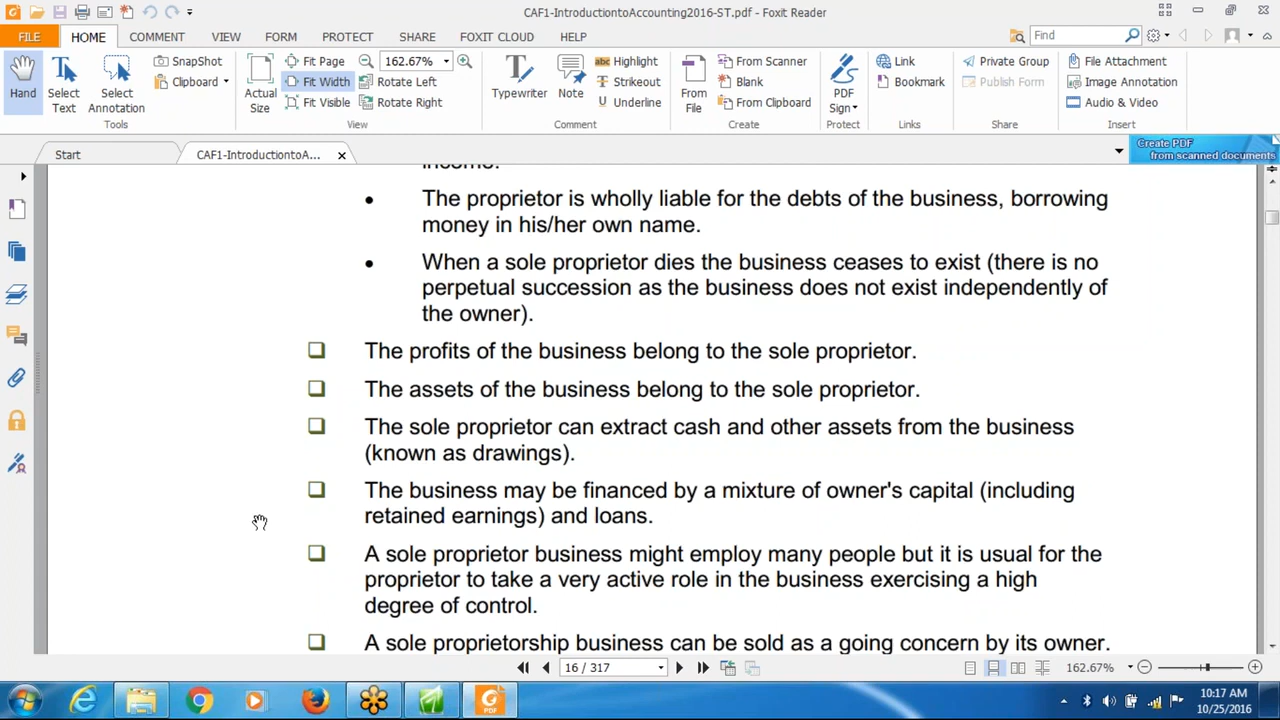 CAF1-IntroductiontoAccounting2016-ST.pdf - Foxit Reader
FILE HOME COMMENT VIEW FORM PROTECT SHARE FOXIT CLOUD HELP Find
Hand
Select Text
Select Annotation
SnapShot
Clipboard
Tools
Actual Size
Fit Page
Fit Width
Fit Visible
162.67%
Rotate Left
Rotate Right
View
Typewriter
Note
Highlight
Strikeout
Underline
Comment
From File
From Scanner
Blank
From Clipboard
Create
PDF Sign
Protect
Link
Bookmark
Links
Private Group
Publish Form
Share
File Attachment
Image Annotation
Audio & Video
Insert
Start
CAF1-IntroductiontoA...
Create PDF
from scanned documents
income.
• The proprietor is wholly liable for the debts of the business, borrowing
money in his/her own name.
• When a sole proprietor dies the business ceases to exist (there is no
perpetual succession as the business does not exist independently of
the owner).
❑ The profits of the business belong to the sole proprietor.
❑ The assets of the business belong to the sole proprietor.
❑ The sole proprietor can extract cash and other assets from the business
(known as drawings).
❑ The business may be financed by a mixture of owner's capital (including
retained earnings) and loans.
❑ A sole proprietor business might employ many people but it is usual for the
proprietor to take a very active role in the business exercising a high
degree of control.
❑ A sole proprietorship business can be sold as a going concern by its owner.
16 / 317
162.67%
PDF
10:17 AM
10/25/2016